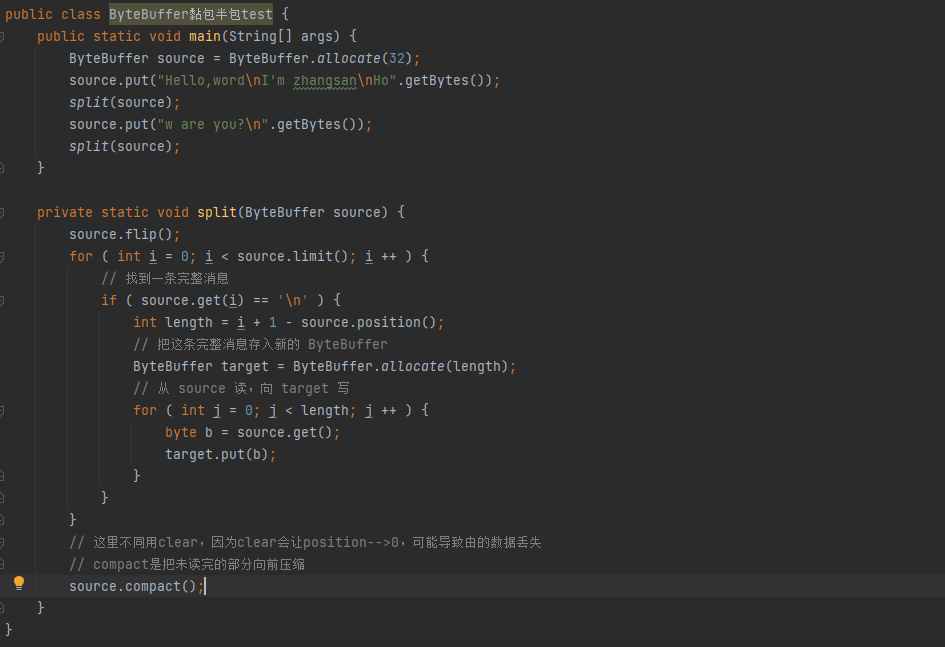 public class ByteBuffer黏包半包test {
public static void main(String[] args) {
ByteBuffer source = ByteBuffer.allocate(32);
source.put("Hello,word\nI'm zhangsan\nHo".getBytes());
split(source);
source.put("w are you?\n".getBytes());
split(source);
}
private static void split(ByteBuffer source) {
source.flip();
for ( int i = 0; i < source.limit(); i ++ ) {
// 找到一条完整消息
if ( source.get(i) == '\n' ) {
int length = i + 1 - source.position();
// 把这条完整消息存入新的 ByteBuffer
ByteBuffer target = ByteBuffer.allocate(length);
// 从 source 读，向 target 写
for ( int j = 0; j < length; j ++ ) {
byte b = source.get();
target.put(b);
}
}
}
// 这里不同用clear，因为clear会让position-->0，可能导致由的数据丢失
// compact是把未读完的部分向前压缩
source.compact();
}
}